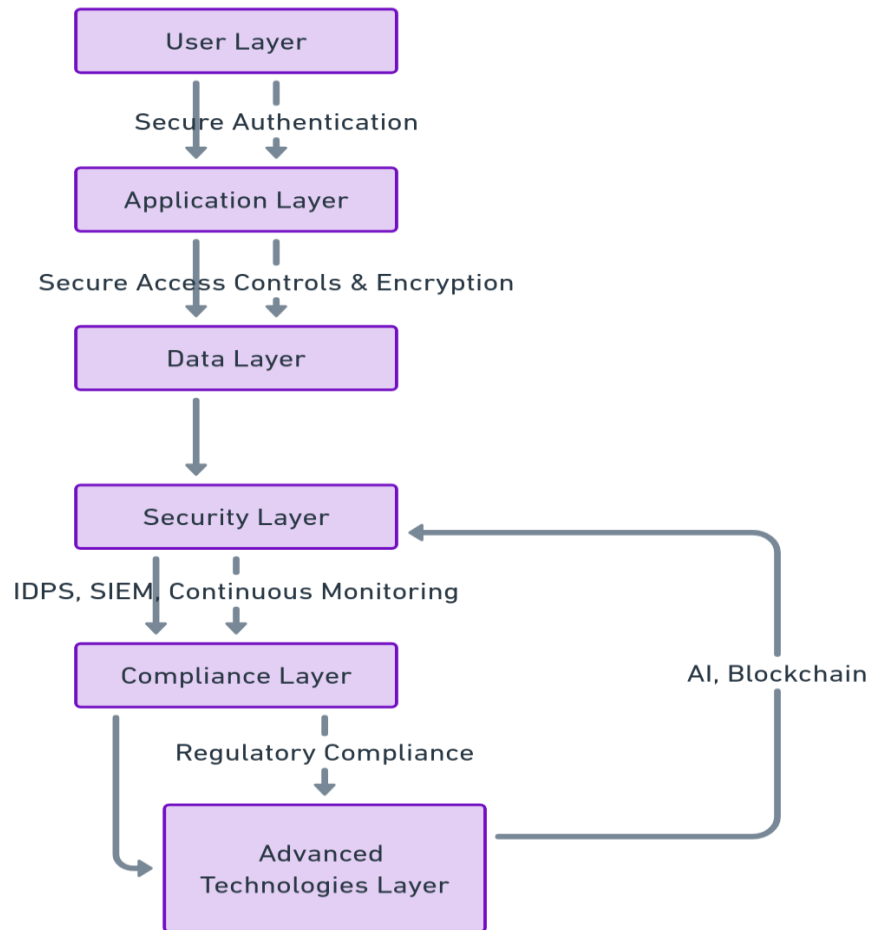 User Layer
Secure Authentication
Application Layer
Secure Access Controls & Encryption
Data Layer
Security Layer
IDPS, SIEM, Continuous Monitoring
Compliance Layer
AI, Blockchain
Regulatory Compliance
Advanced
Technologies Layer